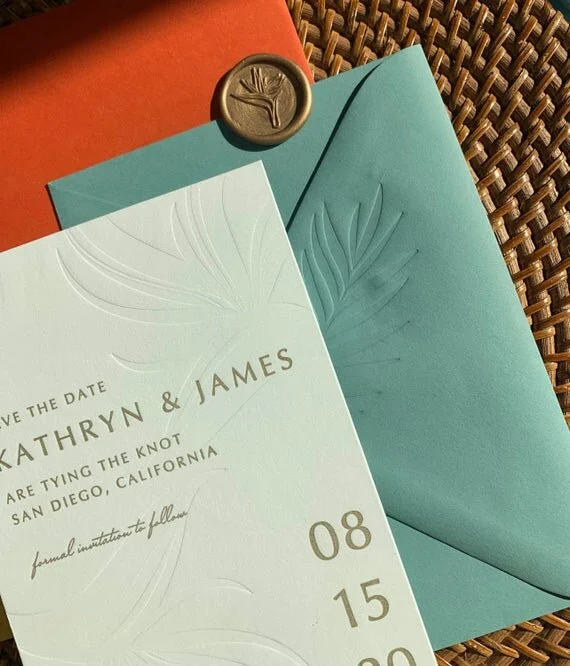 VE THE DATE
KATHRYN & JAMES
ARE TYING THE KNOT
SAN DIEGO, CALIFORNIA
formal invitation to follow
08
15